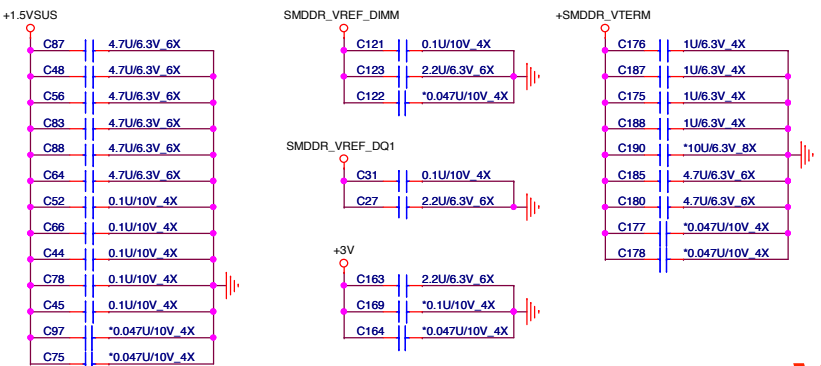 +1.5VSUS
C87 4.7U/6.3V_6X
C48 4.7U/6.3V_6X
C56 4.7U/6.3V_6X
C83 4.7U/6.3V_6X
C88 4.7U/6.3V_6X
C64 4.7U/6.3V_6X
C52 0.1U/10V_4X
C66 0.1U/10V_4X
C44 0.1U/10V_4X
C78 0.1U/10V_4X
C45 0.1U/10V_4X
C97 *0.047U/10V_4X
C75 *0.047U/10V_4X
SMDDR_VREF_DIMM
C121 0.1U/10V_4X
C123 2.2U/6.3V_6X
C122 *0.047U/10V_4X
SMDDR_VREF_DQ1
C31 0.1U/10V_4X
C27 2.2U/6.3V_6X
+3V
C163 2.2U/6.3V_6X
C169 *0.1U/10V_4X
C164 *0.047U/10V_4X
+SMDDR_VTERM
C176 1U/6.3V_4X
C187 1U/6.3V_4X
C175 1U/6.3V_4X
C188 1U/6.3V_4X
C190 *10U/6.3V_8X
C185 4.7U/6.3V_6X
C180 4.7U/6.3V_6X
C177 *0.047U/10V_4X
C178 *0.047U/10V_4X